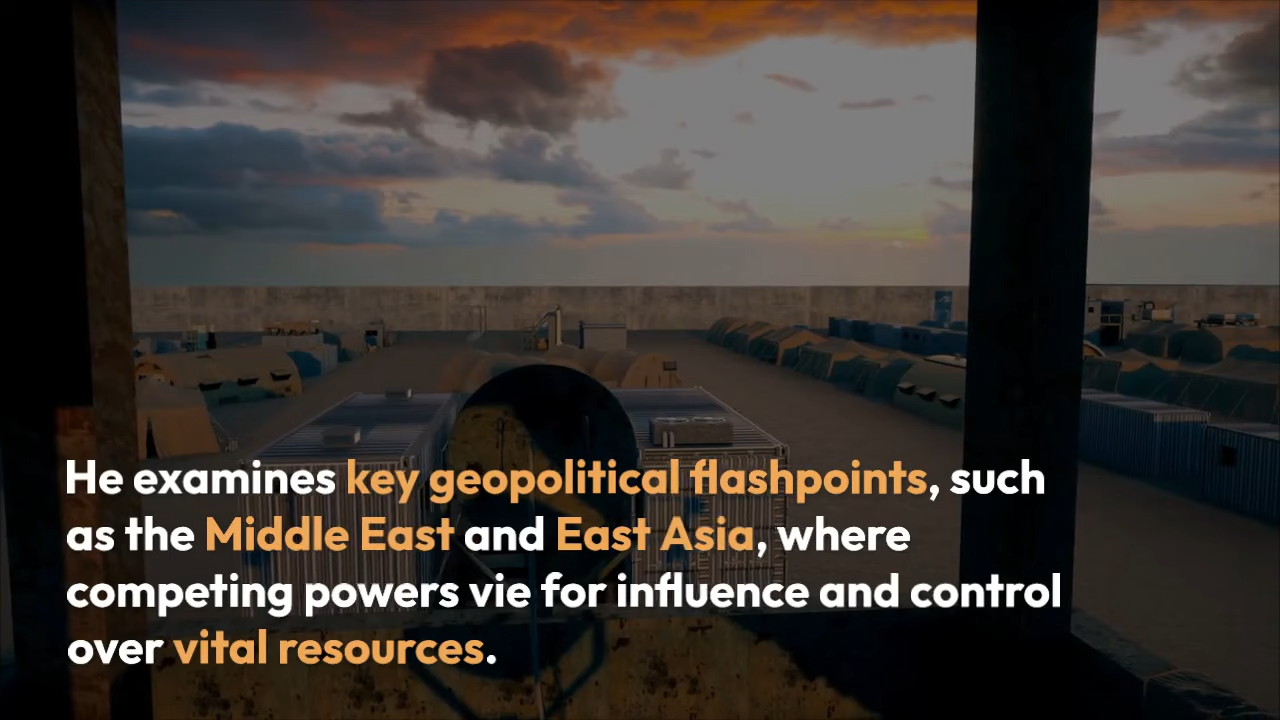 He examines key geopolitical flashpoints, such
as the Middle East and East Asia, where
competing powers vie for influence and control
over vital resources.